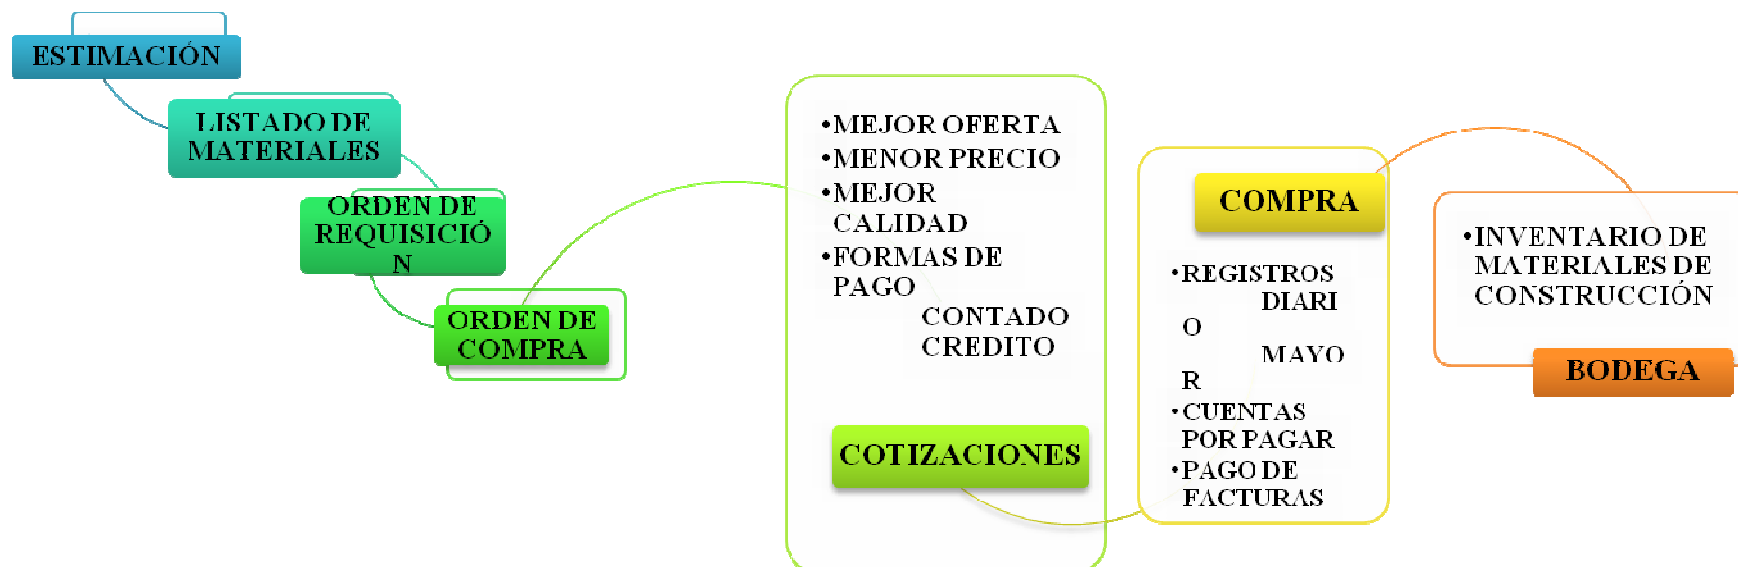 ESTIMACIÓN
LISTADO DE
MATERIALES
ORDEN DE
REQUISICIÓ
N
ORDEN DE
COMPRA
•MEJOR OFERTA
•MENOR PRECIO
•MEJOR
CALIDAD
•FORMAS DE
PAGO
CONTADO
CREDITO
COTIZACIONES
COMPRA
•REGISTROS
DIARI
O
MAYO
R
•CUENTAS
POR PAGAR
•PAGO DE
FACTURAS
•INVENTARIO DE
MATERIALES DE
CONSTRUCCIÓN
BODEGA